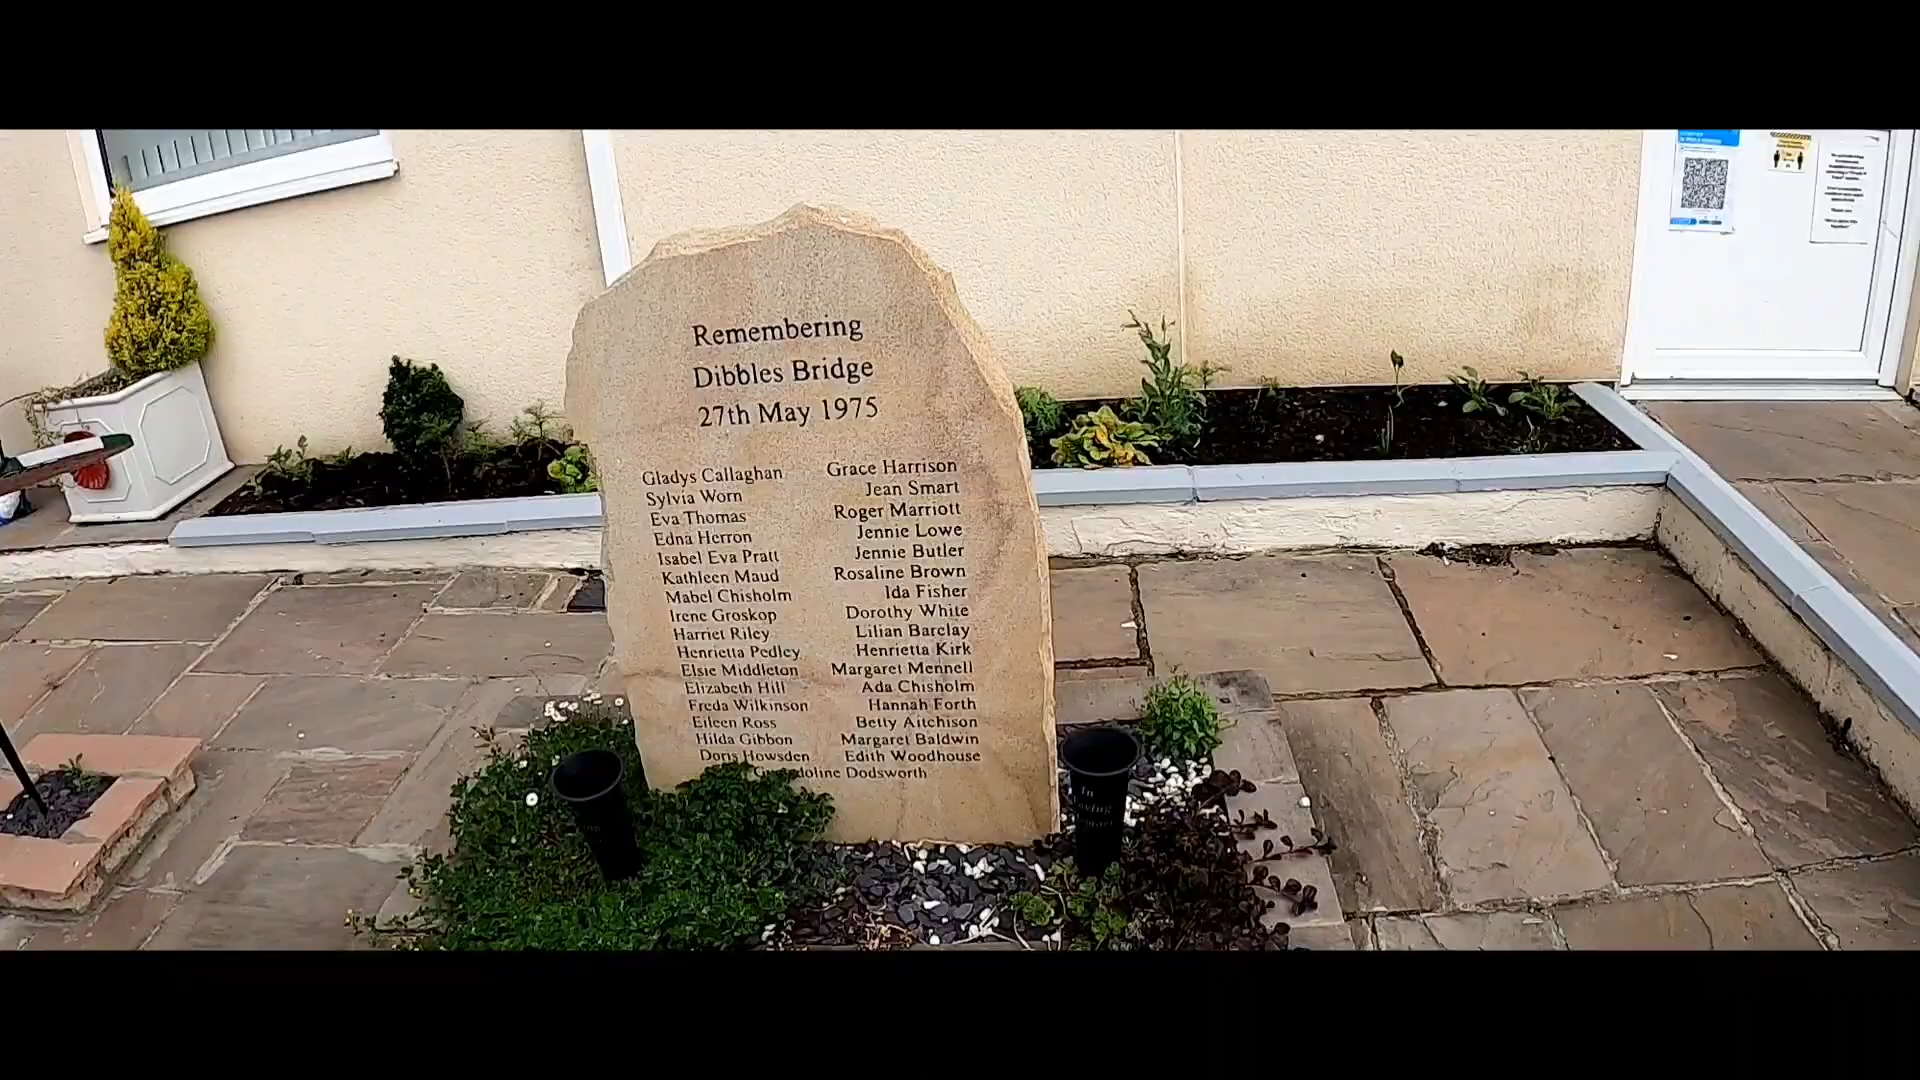 Remembering
Dibbles Bridge
27th May 1975
Gladys Callaghan
Sylvia Worn
Eva Thomas
Edna Herron
Isabel Eva Pratt
Kathleen Maud
Mabel Chisholm
Irene Groskop
Harriet Riley
Henrietta Pedley
Elsie Middleton
Elizabeth Hill
Freda Wilkinson
Eileen Ross
Hilda Gibbon
Doris Howsden
Grace Harrison
Jean Smart
Roger Marriott
Jennie Lowe
Jennie Butler
Rosaline Brown
Ida Fisher
Dorothy White
Lilian Barclay
Henrietta Kirk
Margaret Mennell
Ada Chisholm
Hannah Forth
Betty Aitchison
Margaret Baldwin
Edith Woodhouse
Dodsworth
In